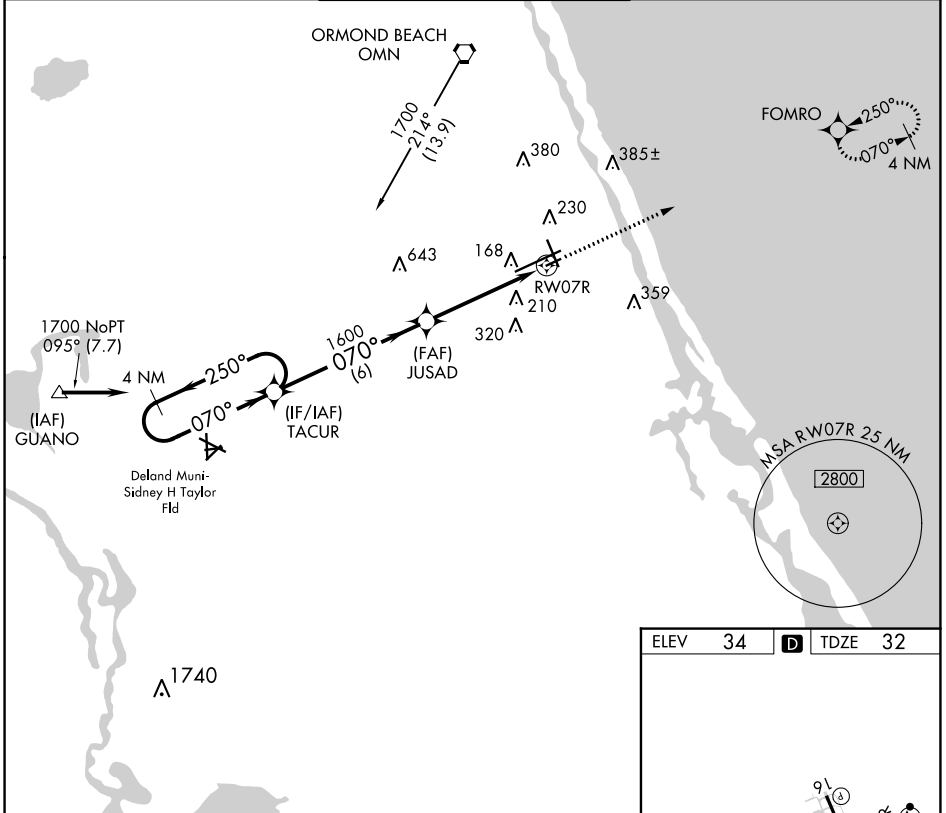 ORMOND BEACH
OMN
1700
214°
(13.9)
FOMRO
250°
070°
4 NM
380
385±
230
643
168
RW07R
210
359
320
1700 NoPT
095° (7.7)
4 NM
250°
070°
1600
070°
(6)
(FAF)
JUSAD
(IAF)
GUANO
(IF/IAF)
TACUR
Deland Muni-
Sidney H Taylor
Fld
MSA RW07R 25 NM
2800
ELEV 34 D TDZE 32
1740
16
P